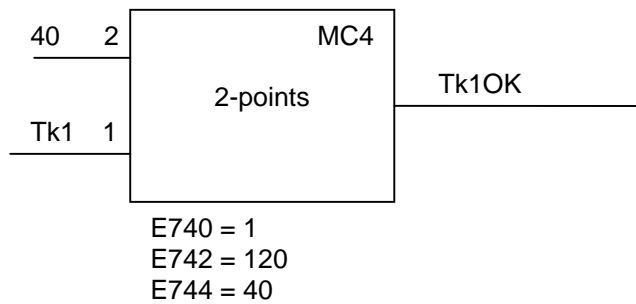 40 2 MC4
2-points
Tk1OK
Tk1 1
E740 = 1
E742 = 120
E744 = 40